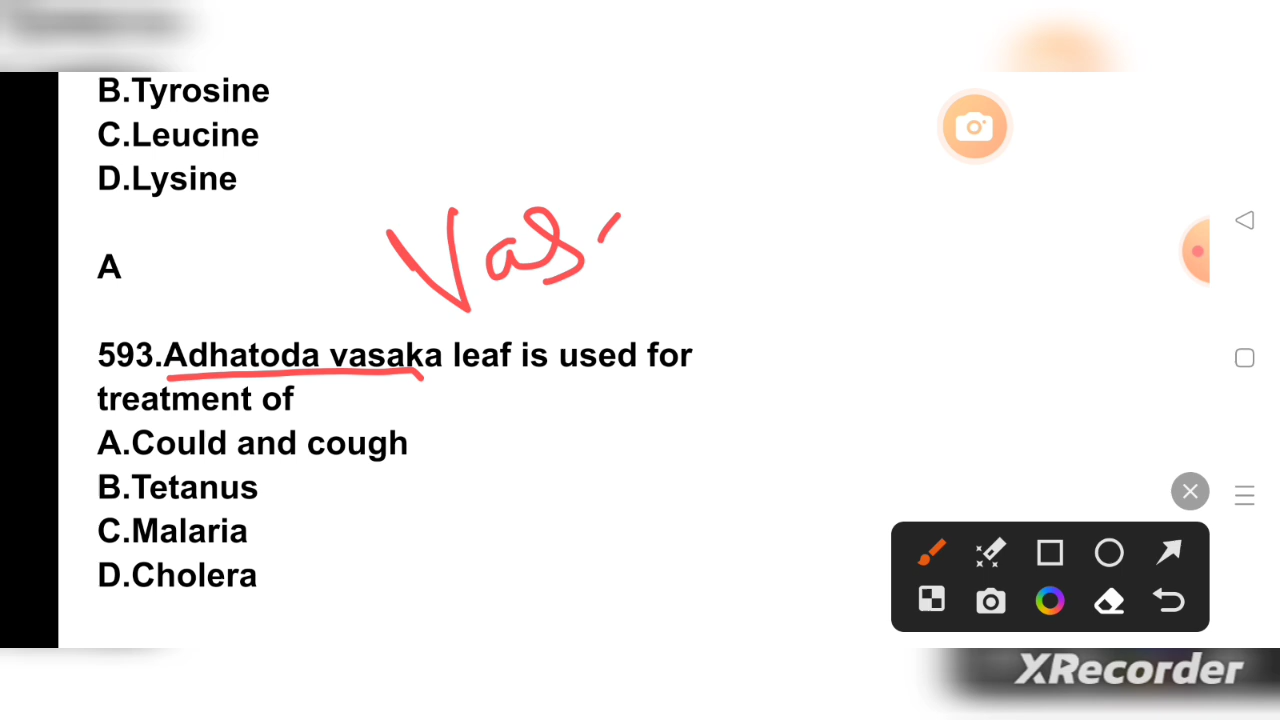 B.Tyrosine
C.Leucine
D.Lysine
Vas
A
593.Adhatoda vasaka leaf is used for
treatment of
A.Could and cough
B.Tetanus
C.Malaria
D.Cholera
XRecorder